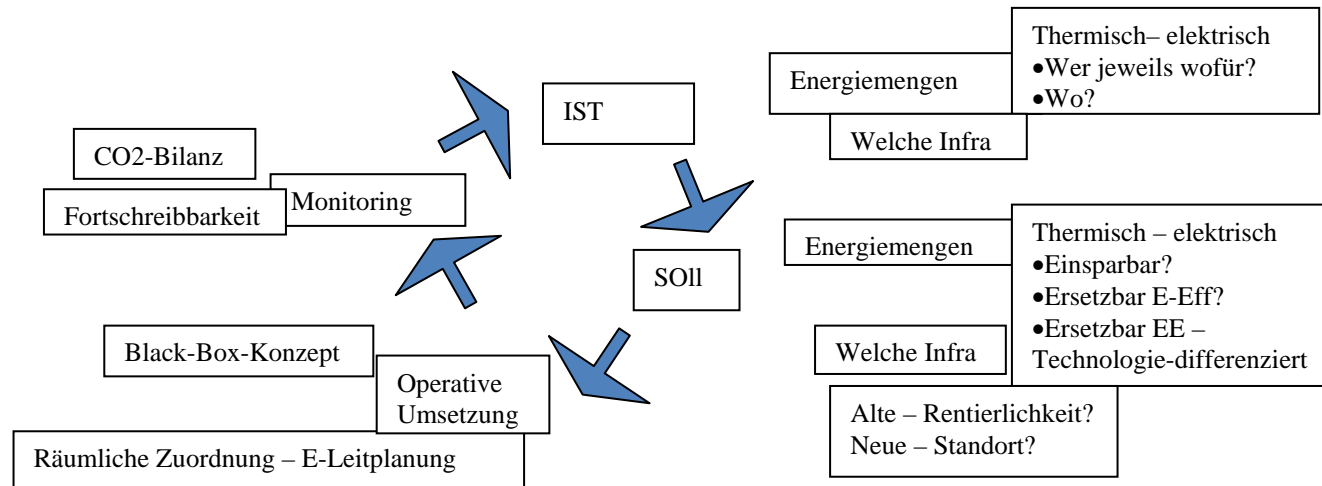 Thermisch– elektrisch
•Wer jeweils wofür?
•Wo?
Energiemengen
Welche Infra
IST
CO2-Bilanz
Monitoring
Fortschreibbarkeit
Thermisch – elektrisch
•Einsparbar?
•Ersetzbar E-Eff?
•Ersetzbar EE –
Technologie-differenziert
Energiemengen
SOll
Welche Infra
Black-Box-Konzept
Operative
Umsetzung
Alte – Rentierlichkeit?
Neue – Standort?
Räumliche Zuordnung – E-Leitplanung